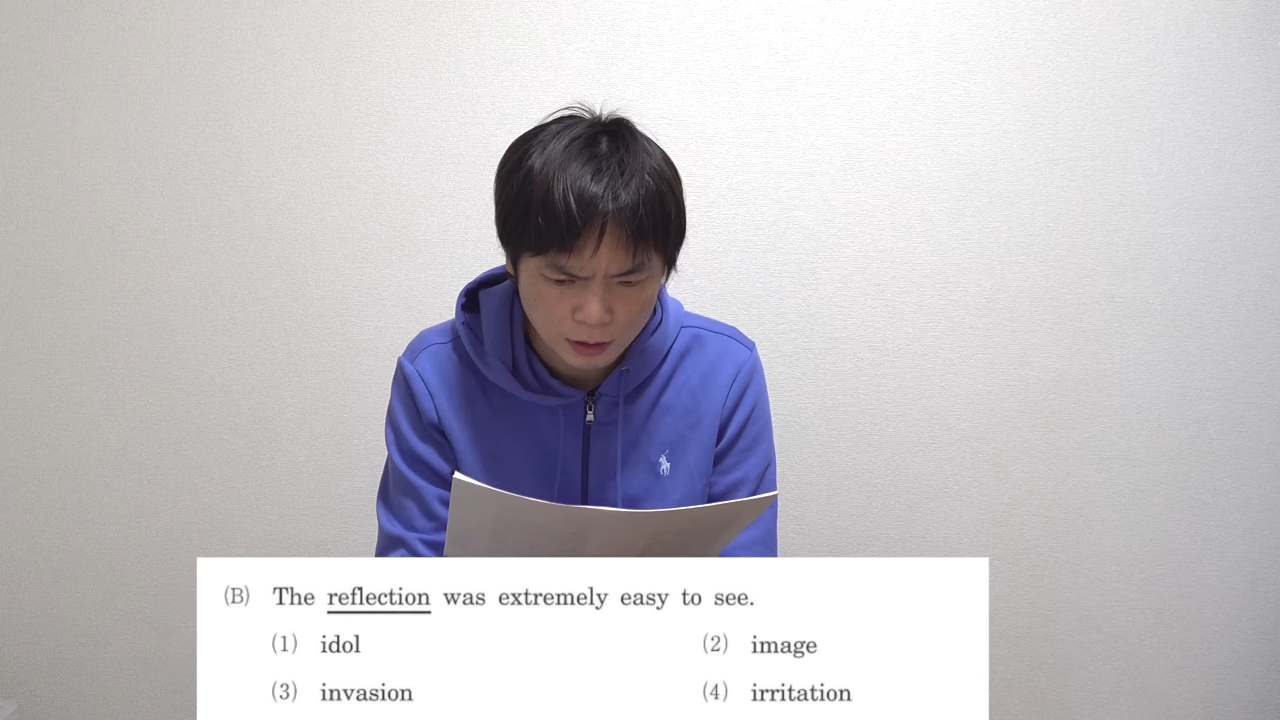 (B) The reflection was extremely easy to see.
(1) idol (2) image
(3) invasion (4) irritation